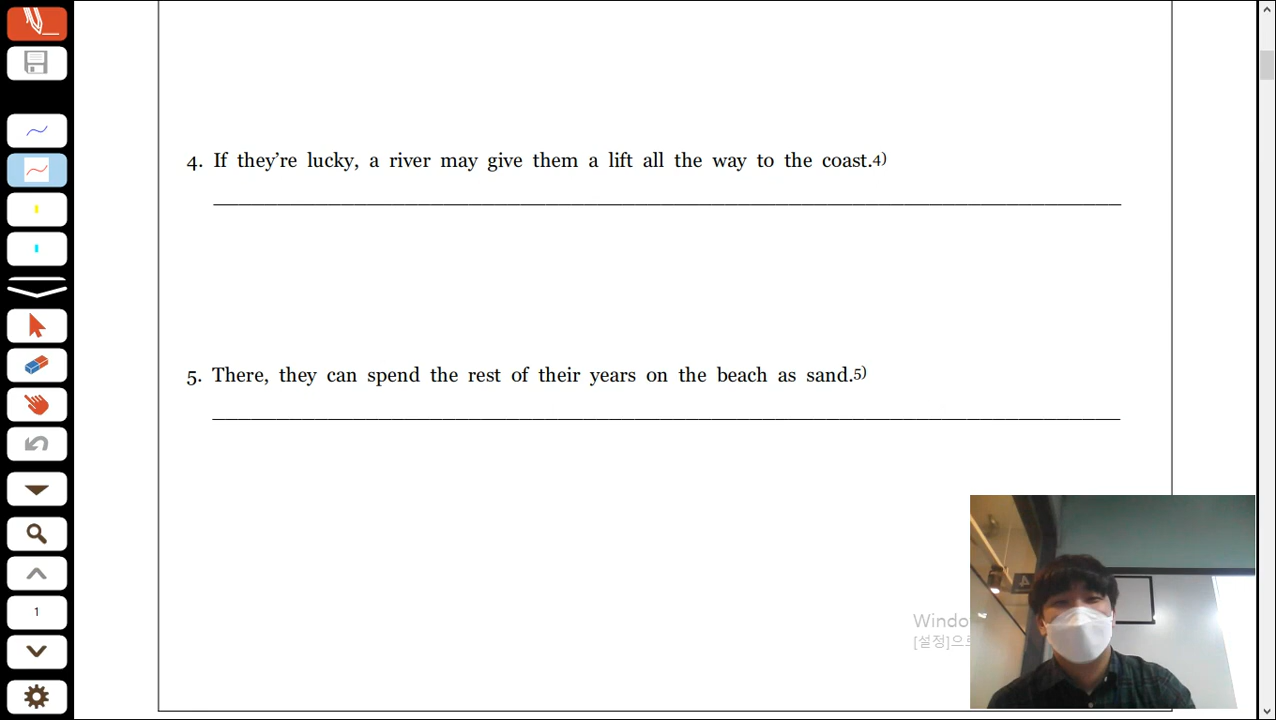 4. If they're lucky, a river may give them a lift all the way to the coast.4)
5. There, they can spend the rest of their years on the beach as sand.5)
Windo
[설정]으로
1